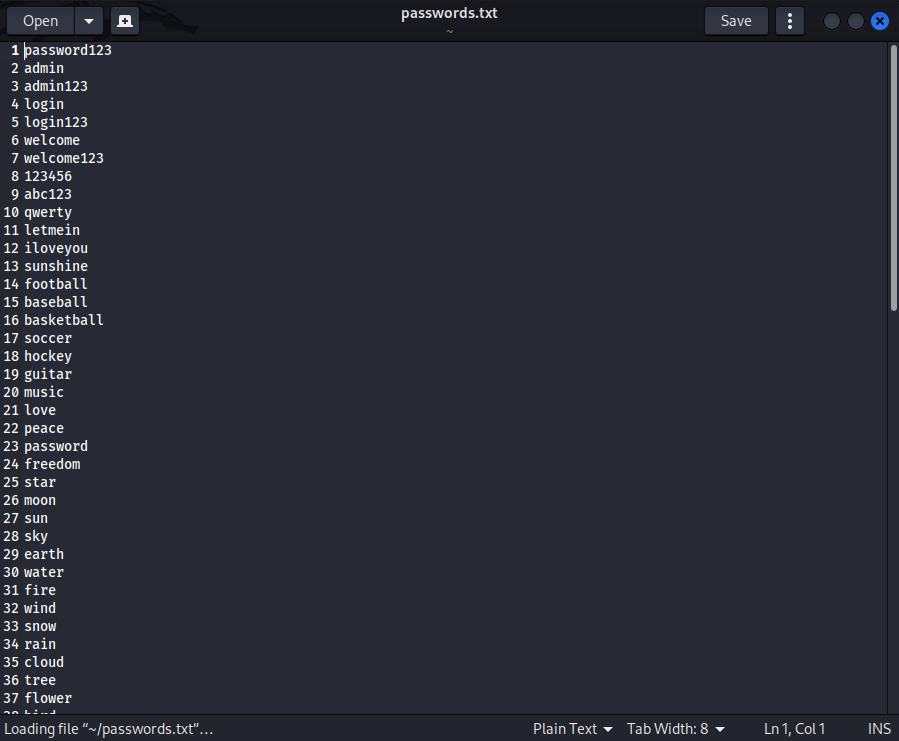 Open
passwords.txt
~
Save
1 password123
2 admin
3 admin123
4 login
5 login123
6 welcome
7 welcome123
8 123456
9 abc123
10 qwerty
11 letmein
12 iloveyou
13 sunshine
14 football
15 baseball
16 basketball
17 soccer
18 hockey
19 guitar
20 music
21 love
22 peace
23 password
24 freedom
25 star
26 moon
27 sun
28 sky
29 earth
30 water
31 fire
32 wind
33 snow
34 rain
35 cloud
36 tree
37 flower
Loading file “~/passwords.txt”…
Plain Text
Tab Width: 8
Ln 1, Col 1
INS